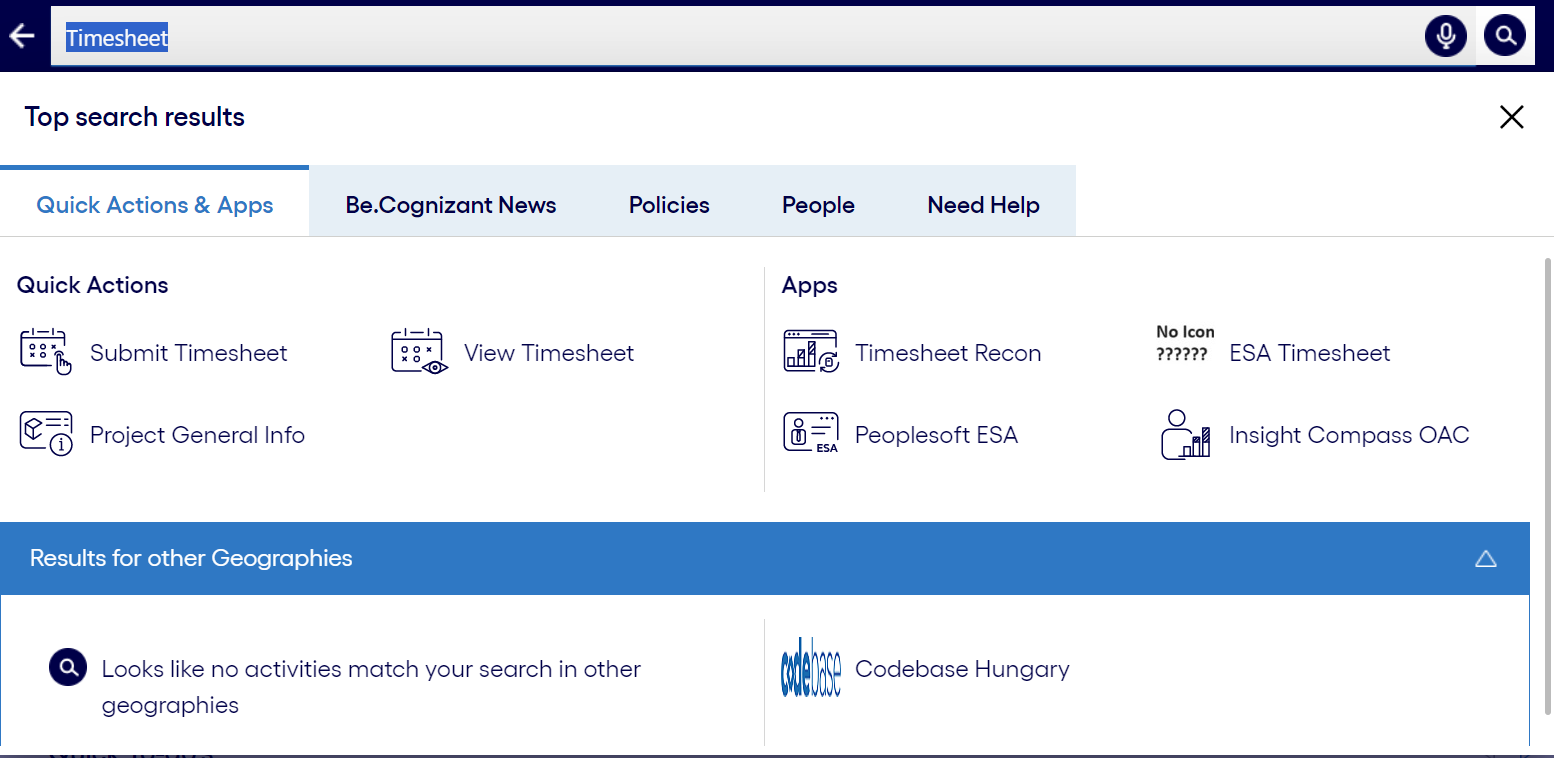 Timesheet
Top search results
Quick Actions & Apps
Be.Cognizant News
Policies
People
Need Help
Quick Actions
Submit Timesheet
View Timesheet
Project General Info
Apps
Timesheet Recon
No Icon
??????
ESA Timesheet
ESA
Peoplesoft ESA
Insight Compass OAC
Results for other Geographies
Looks like no activities match your search in other
geographies
codebase
Codebase Hungary